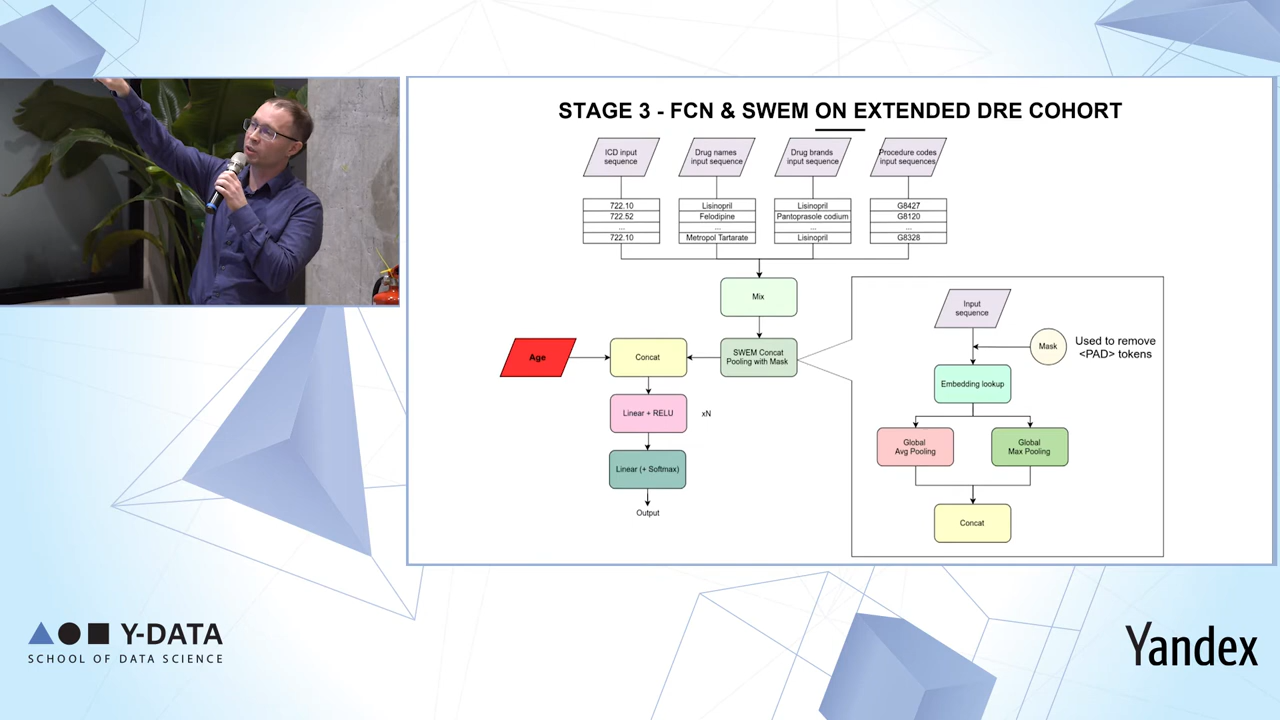 STAGE 3 - FCN & SWEM ON EXTENDED DRE COHORT
ICD input
sequence
Drug names
input sequence
Drug brands
input sequence
Procedure codes
input sequences
722.10
722.52
...
722.10
Lisinopril
Felodipine
...
Metropol Tartarate
Lisinopril
Pantoprasole codium
...
Lisinopril
G8427
G8120
...
G8328
Mix
Age
Concat
SWEM Concat
Pooling with Mask
Linear + RELU
xN
Linear (+ Softmax)
Output
Input
sequence
Mask
Used to remove
<PAD> tokens
Embedding lookup
Global
Avg Pooling
Global
Max Pooling
Concat
Y-DATA
SCHOOL OF DATA SCIENCE
Yandex